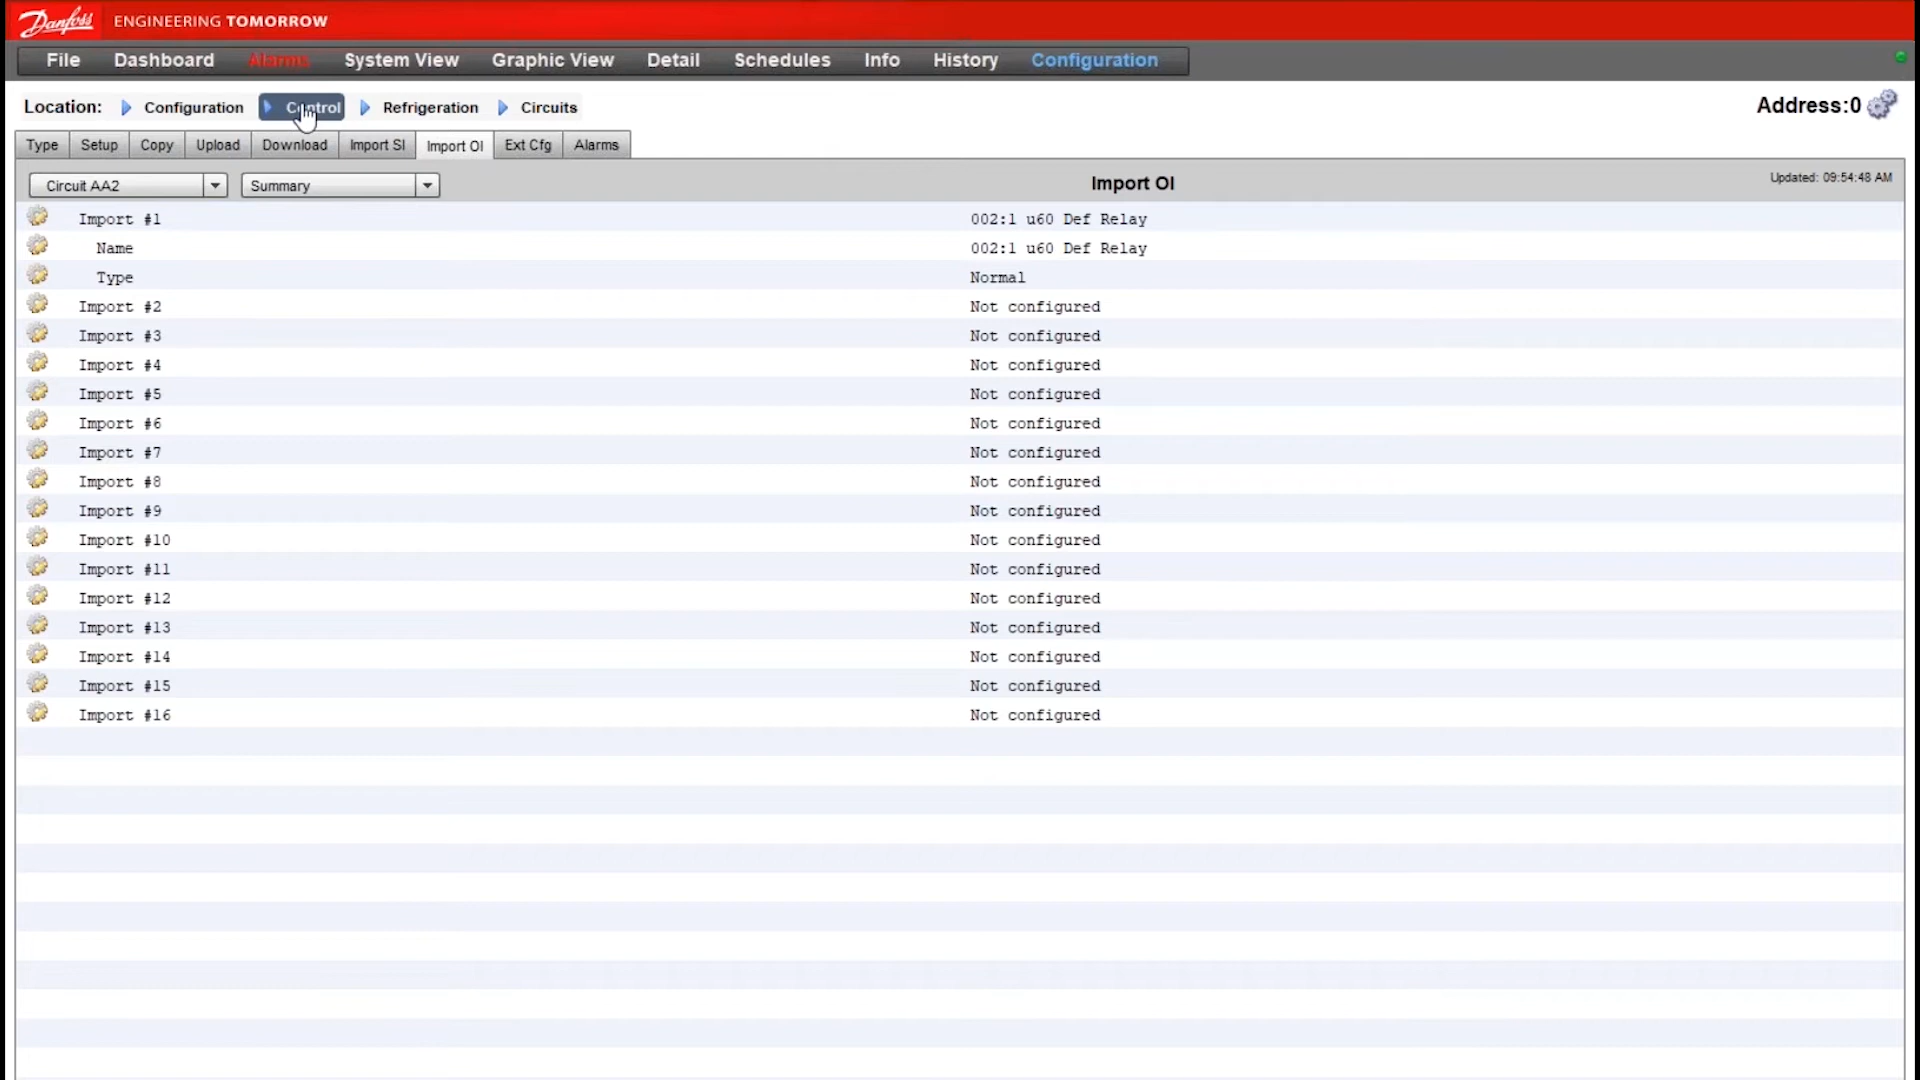 Danfoss ENGINEERING TOMORROW
File Dashboard Alarms System View Graphic View Detail Schedules Info History Configuration
Location: Configuration Control Refrigeration Circuits Address:0
Type Setup Copy Upload Download Import SI Import OI Ext Cfg Alarms
Circuit AA2 Summary Import OI Updated: 09:54:48 AM
Import #1 002:1 u60 Def Relay
Name 002:1 u60 Def Relay
Type Normal
Import #2 Not configured
Import #3 Not configured
Import #4 Not configured
Import #5 Not configured
Import #6 Not configured
Import #7 Not configured
Import #8 Not configured
Import #9 Not configured
Import #10 Not configured
Import #11 Not configured
Import #12 Not configured
Import #13 Not configured
Import #14 Not configured
Import #15 Not configured
Import #16 Not configured